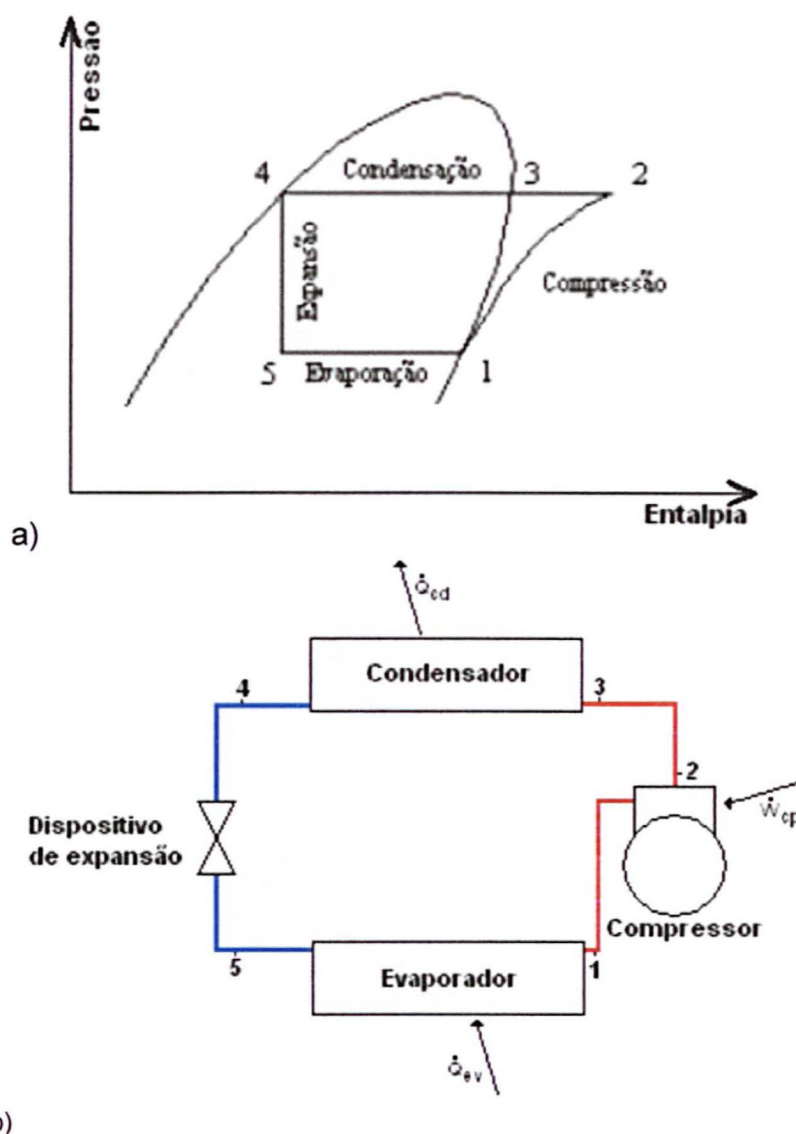 Pressão
4
Condensação
3
2
Expansão
Compressão
5
Evaporação
1
Entalpia
a)
Q̇cd
4
Condensador
3
2
Ẇcp
Dispositivo
de expansão
Compressor
5
Evaporador
1
Q̇ev